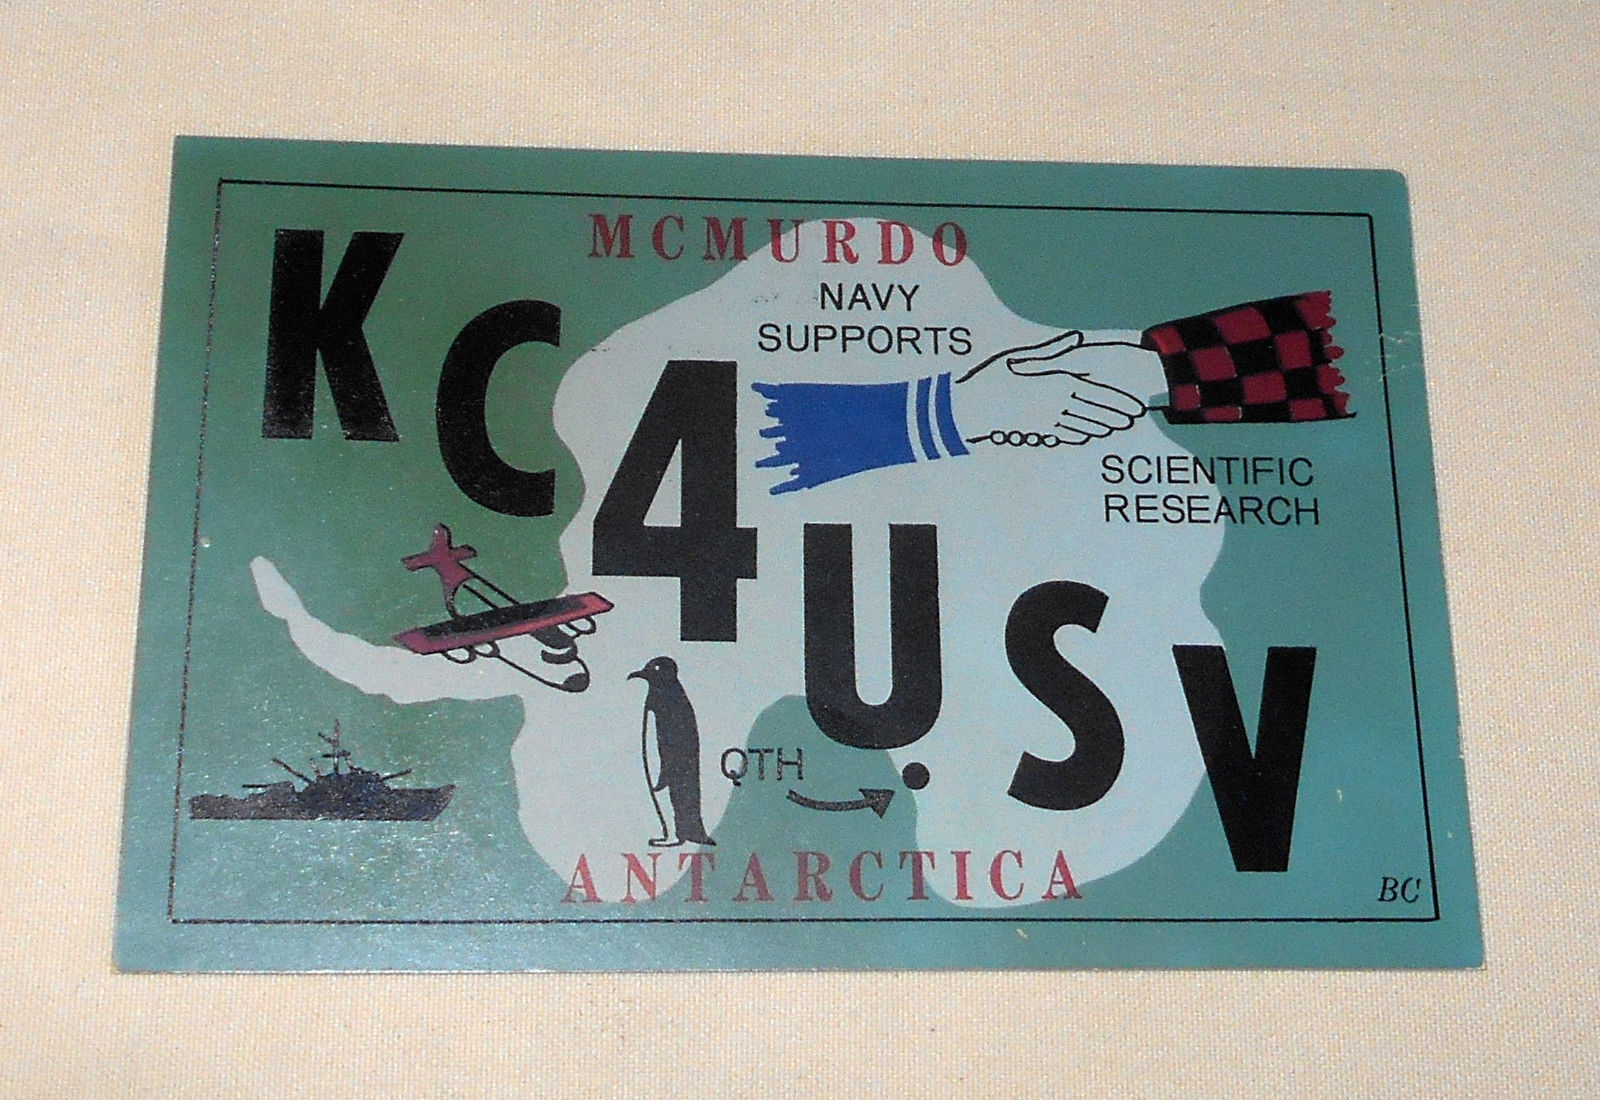 MCMURDO
KC4USV
NAVY
SUPPORTS
SCIENTIFIC
RESEARCH
QTH
ANTARCTICA
BC